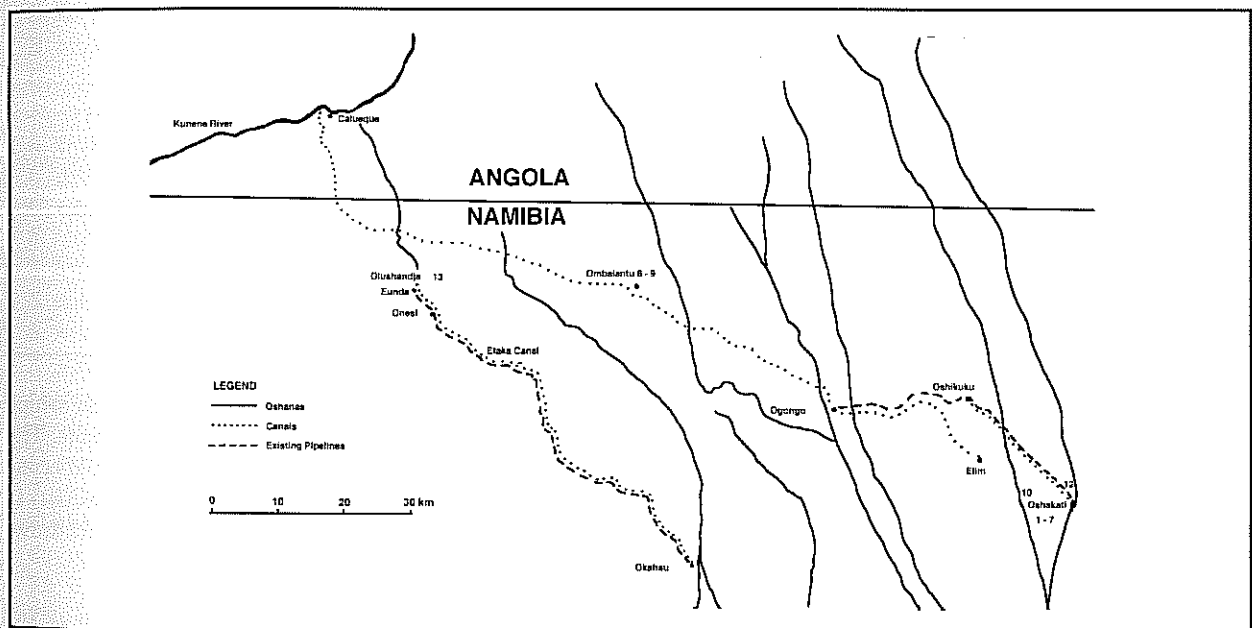 Kunene River
Calueque
ANGOLA
NAMIBIA
Olushandja 13
Eunda
Onesi
Ombalantu 8 - 9
Etaka Canal
LEGEND
Oshanas
Canals
Existing Pipelines
0 10 20 30 km
Ogongo
Oshikuku
Elim
10
12
Oshakati
1 - 7
Okahau